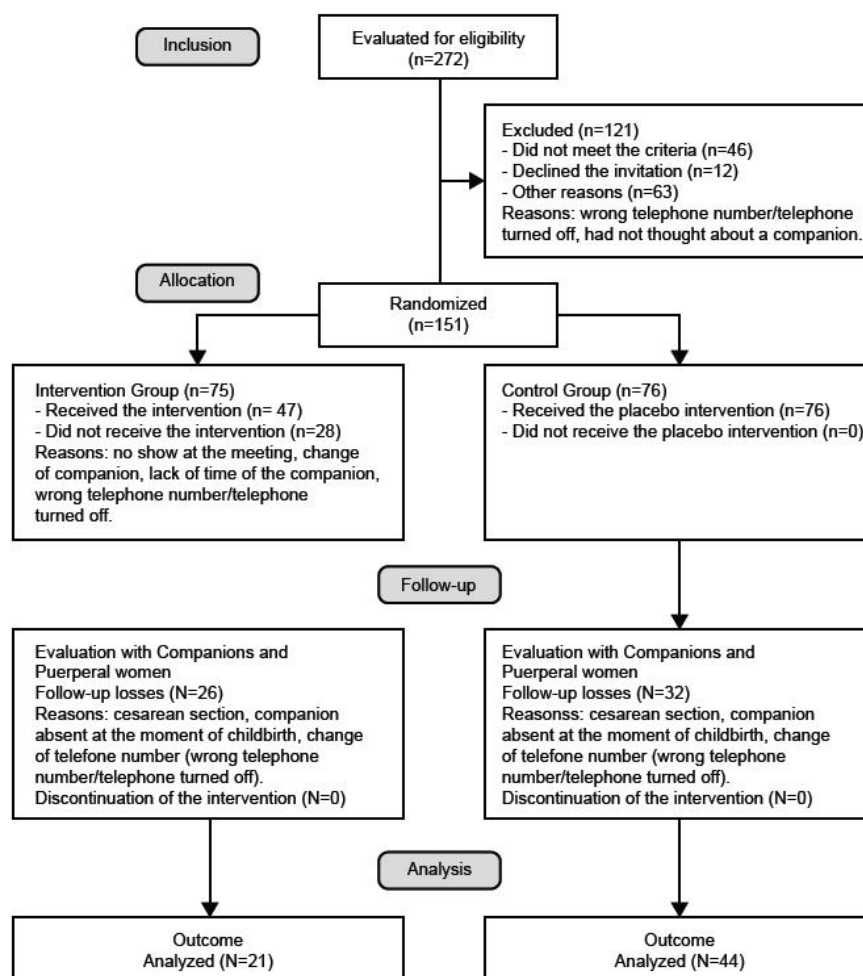 Inclusion
Evaluated for eligibility
(n=272)
Excluded (n=121)
- Did not meet the criteria (n=46)
- Declined the invitation (n=12)
- Other reasons (n=63)
Reasons: wrong telephone number/telephone
turned off, had not thought about a companion.
Allocation
Randomized
(n=151)
Intervention Group (n=75)
- Received the intervention (n= 47)
- Did not receive the intervention (n=28)
Reasons: no show at the meeting, change
of companion, lack of time of the companion,
wrong telephone number/telephone
turned off.
Control Group (n=76)
- Received the placebo intervention (n=76)
- Did not receive the placebo intervention (n=0)
Follow-up
Evaluation with Companions and
Puerperal women
Follow-up losses (N=26)
Reasons: cesarean section, companion
absent at the moment of childbirth, change
of telefone number (wrong telephone
number/telephone turned off).
Discontinuation of the intervention (N=0)
Evaluation with Companions and
Puerperal women
Follow-up losses (N=32)
Reasonss: cesarean section, companion
absent at the moment of childbirth, change
of telefone number (wrong telephone
number/telephone turned off).
Discontinuation of the intervention (N=0)
Analysis
Outcome
Analyzed (N=21)
Outcome
Analyzed (N=44)